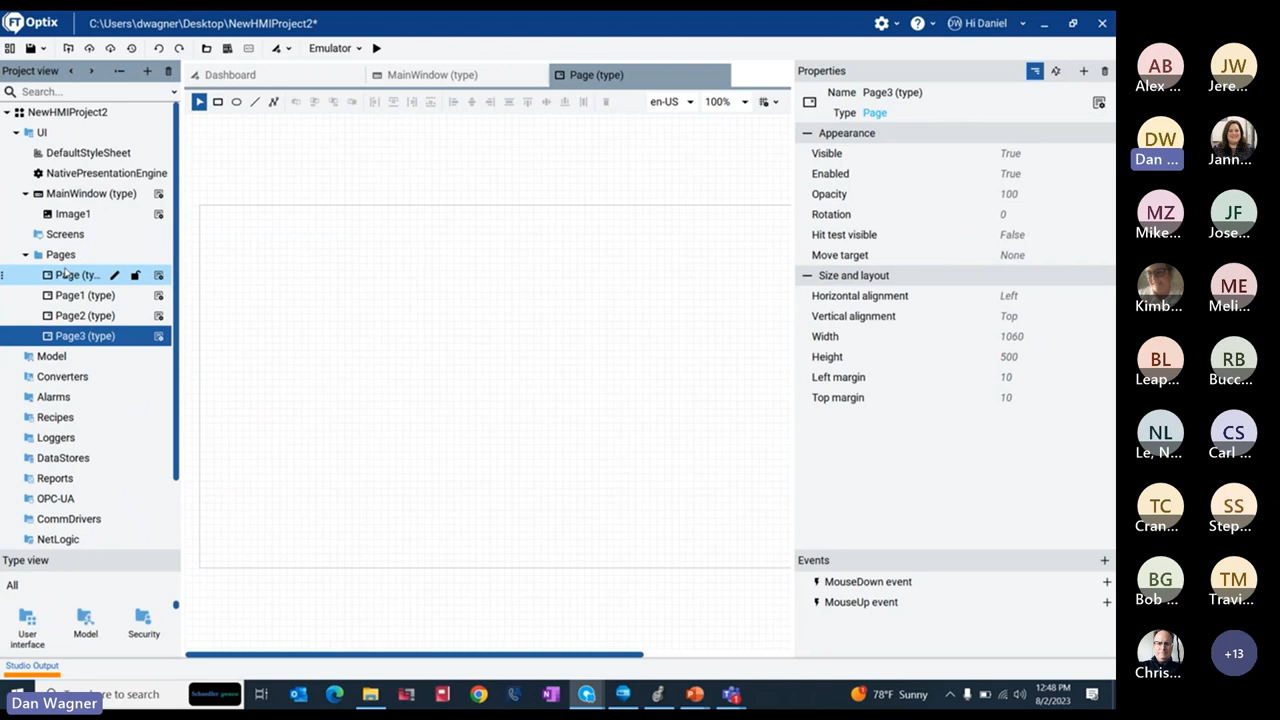 FT Optix C:\Users\dwagner\Desktop\NewHMIProject2* Hi Daniel
Emulator
Project view
Search...
NewHMIProject2
UI
DefaultStyleSheet
NativePresentationEngine
MainWindow (type)
Image1
Screens
Pages
Page (ty...
Page1 (type)
Page2 (type)
Page3 (type)
Model
Converters
Alarms
Recipes
Loggers
DataStores
Reports
OPC-UA
CommDrivers
NetLogic
Type view
All
User interface
Model
Security
Studio Output
Dashboard
MainWindow (type)
Page (type)
en-US
100%
Properties
Name Page3 (type)
Type Page
Appearance
Visible True
Enabled True
Opacity 100
Rotation 0
Hit test visible False
Move target None
Size and layout
Horizontal alignment Left
Vertical alignment Top
Width 1060
Height 500
Left margin 10
Top margin 10
Events
MouseDown event
MouseUp event
AB
Alex ...
JW
Jere...
DW
Dan ...
Jann...
MZ
Mike...
JF
Jose...
Kimb...
ME
Meli...
BL
Leap...
RB
Bucc...
NL
Le, N...
CS
Carl ...
TC
Cran...
SS
Step...
BG
Bob ...
TM
Travi...
Chris...
+13
Dan Wagner
here to search
78°F Sunny
12:48 PM
8/2/2023